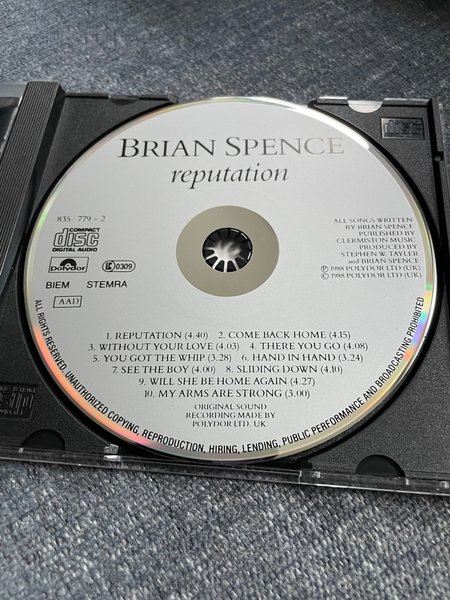 BRIAN SPENCE
reputation
835 779 - 2
COMPACT
disc
DIGITAL AUDIO
polydor
LC 0309
BIEM STEMRA
AAD
ALL SONGS WRITTEN
BY BRIAN SPENCE
PUBLISHED BY
CLERMISTON MUSIC
PRODUCED BY
STEPHEN W. TAYLER
and BRIAN SPENCE
℗ 1988 POLYDOR LTD (UK)
© 1988 POLYDOR LTD (UK)
1. REPUTATION (4.40) 2. COME BACK HOME (4.15)
3. WITHOUT YOUR LOVE (4.03) 4. THERE YOU GO (4.08)
5. YOU GOT THE WHIP (3.28) 6. HAND IN HAND (3.24)
7. SEE THE BOY (4.00) 8. SLIDING DOWN (4.10)
9. WILL SHE BE HOME AGAIN (4.27)
10. MY ARMS ARE STRONG (3.00)
ORIGINAL SOUND
RECORDING MADE BY
POLYDOR LTD. UK.
ALL RIGHTS RESERVED. UNAUTHORIZED COPYING, REPRODUCTION, HIRING, LENDING, PUBLIC PERFORMANCE AND BROADCASTING PROHIBITED
disc